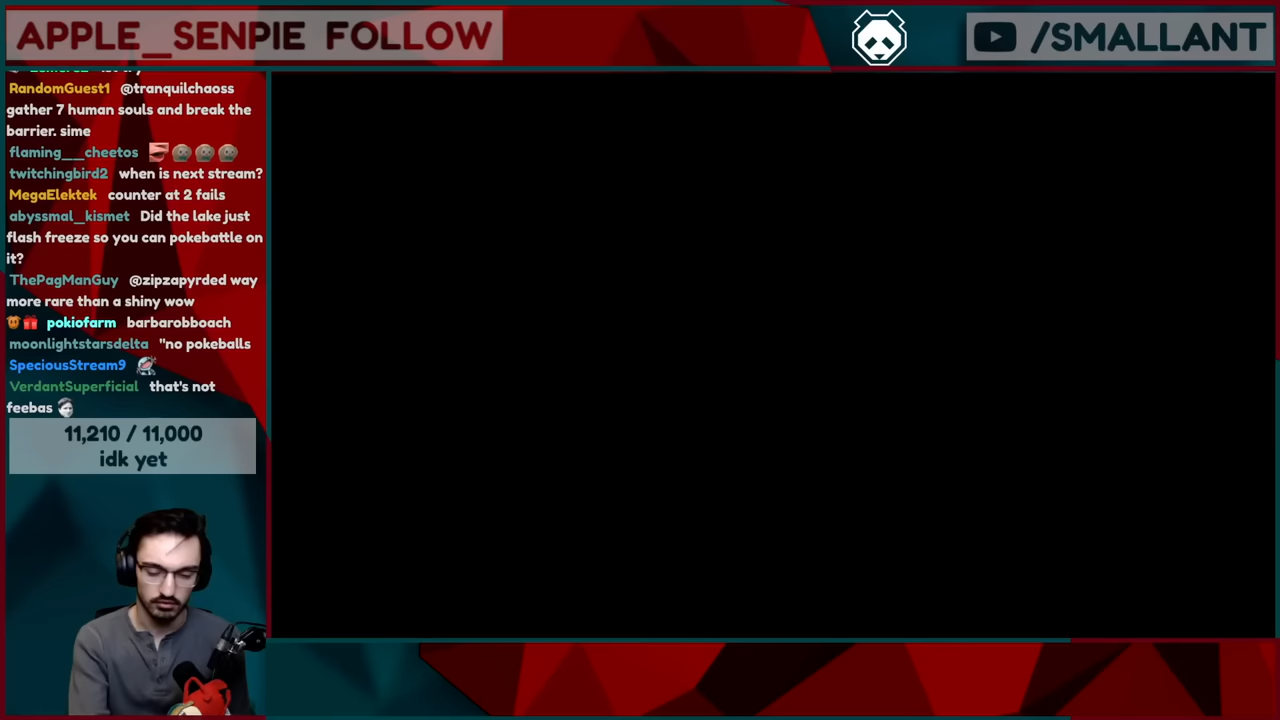 APPLE_SENPIE FOLLOW
/SMALLANT
RandomGuest1 @tranquilchaoss
gather 7 human souls and break the
barrier. sime
flaming__cheetos
twitchingbird2 when is next stream?
MegaElektek counter at 2 fails
abyssmal_kismet Did the lake just
flash freeze so you can pokebattle on
it?
ThePagManGuy @zipzapyrded way
more rare than a shiny wow
pokiofarm barbarobboach
moonlightstarsdelta "no pokeballs
SpeciousStream9
VerdantSuperficial that's not
feebas
11,210 / 11,000
idk yet